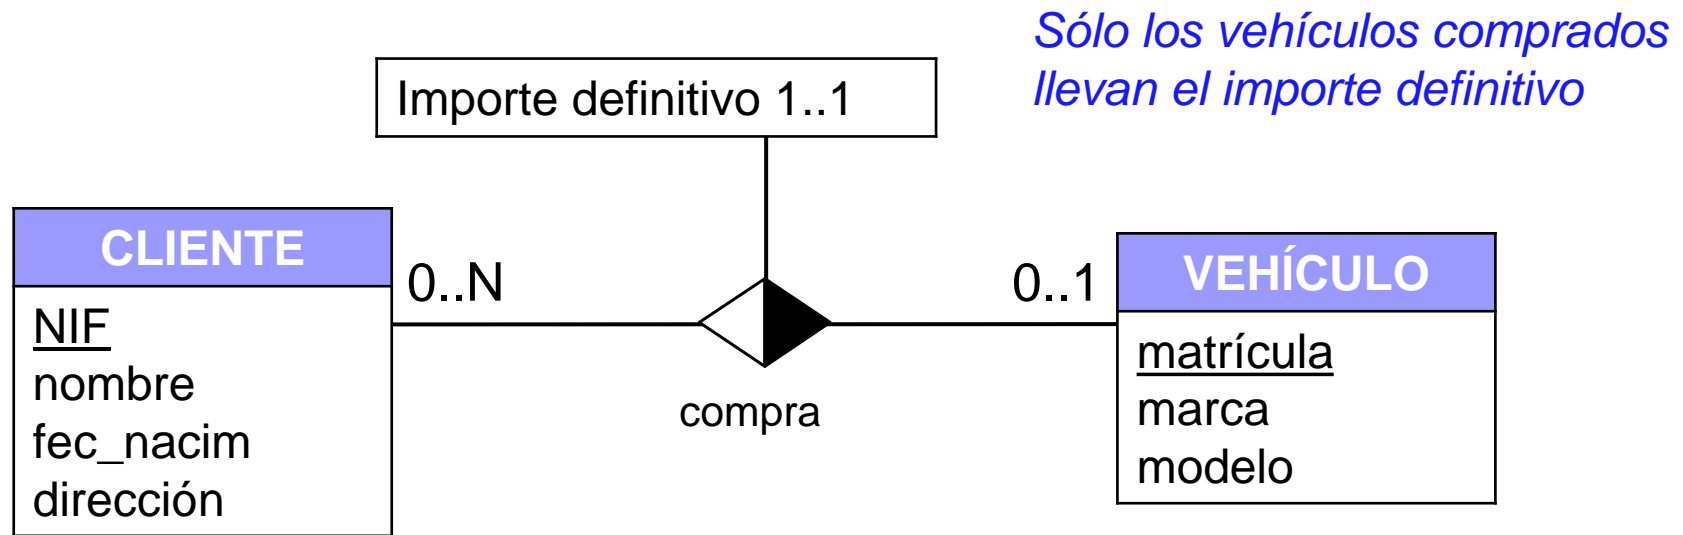 Sólo los vehículos comprados
llevan el importe definitivo
Importe definitivo 1..1
CLIENTE
NIF
nombre
fec_nacim
dirección
0..N
compra
0..1
VEHÍCULO
matrícula
marca
modelo